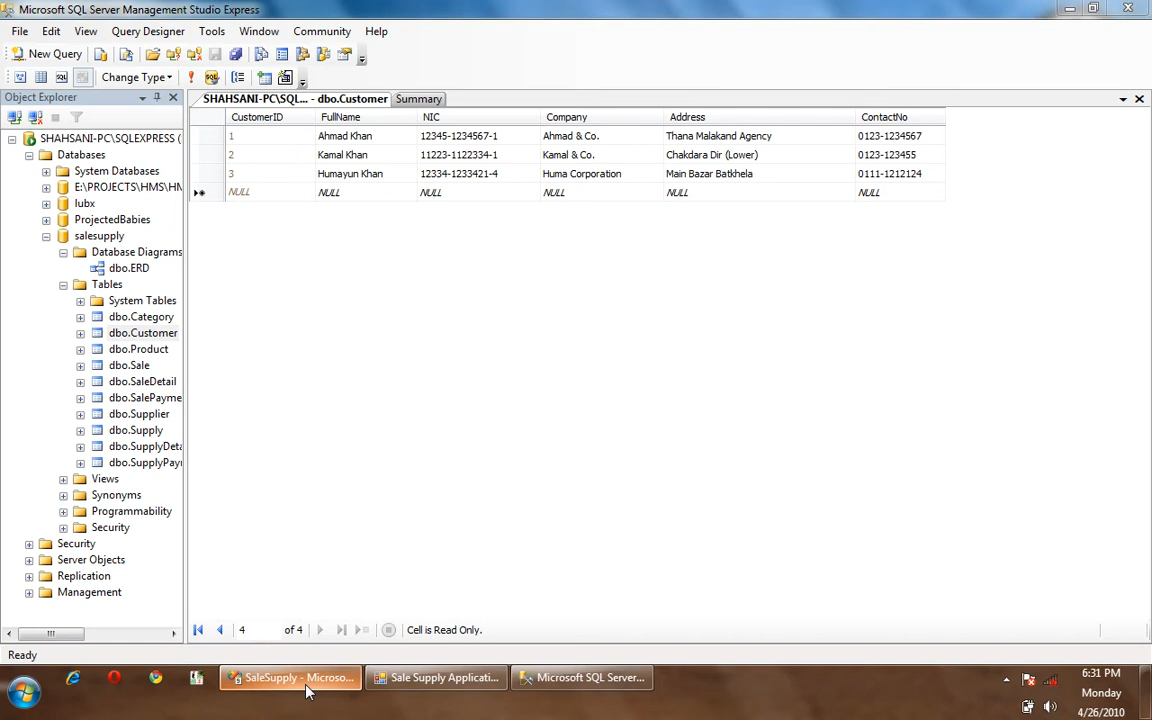 Microsoft SQL Server Management Studio Express
File Edit View Query Designer Tools Window Community Help
New Query
SQL Change Type
Object Explorer
SHAHSANI-PC\SQL... - dbo.Customer Summary
SHAHSANI-PC\SQLEXPRESS (
Databases
System Databases
E:\PROJECTS\HMS\HM
lubx
ProjectedBabies
salesupply
Database Diagrams
dbo.ERD
Tables
System Tables
dbo.Category
dbo.Customer
dbo.Product
dbo.Sale
dbo.SaleDetail
dbo.SalePayme
dbo.Supplier
dbo.Supply
dbo.SupplyDeta
dbo.SupplyPay
Views
Synonyms
Programmability
Security
Security
Server Objects
Replication
Management
CustomerID FullName NIC Company Address ContactNo
1 Ahmad Khan 12345-1234567-1 Ahmad & Co. Thana Malakand Agency 0123-1234567
2 Kamal Khan 11223-1122334-1 Kamal & Co. Chakdara Dir (Lower) 0123-123455
3 Humayun Khan 12334-1233421-4 Huma Corporation Main Bazar Batkhela 0111-1212124
NULL NULL NULL NULL NULL NULL
4 of 4 Cell is Read Only.
Ready
SaleSupply - Microso... Sale Supply Applicati... Microsoft SQL Server...
6:31 PM
Monday
4/26/2010